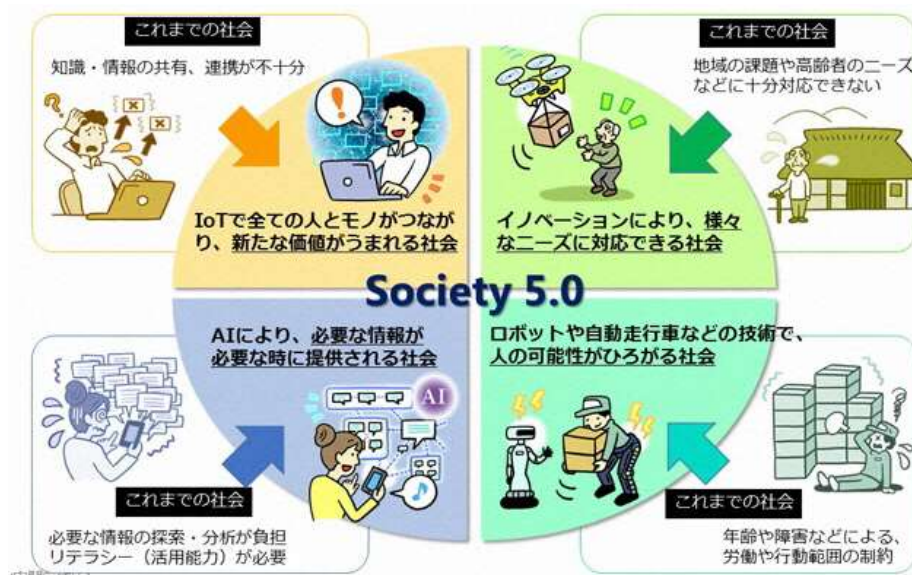 これまでの社会
知識・情報の共有、連携が不十分
IoTで全ての人とモノがつなが
り、新たな価値がうまれる社会
これまでの社会
地域の課題や高齢者のニーズ
などに十分対応できない
イノベーションにより、様々
なニーズに対応できる社会
Society 5.0
AIにより、必要な情報が
必要な時に提供される社会
AI
これまでの社会
必要な情報の探索・分析が負担
リテラシー（活用能力）が必要
ロボットや自動走行車などの技術で、
人の可能性がひろがる社会
これまでの社会
年齢や障害などによる、
労働や行動範囲の制約